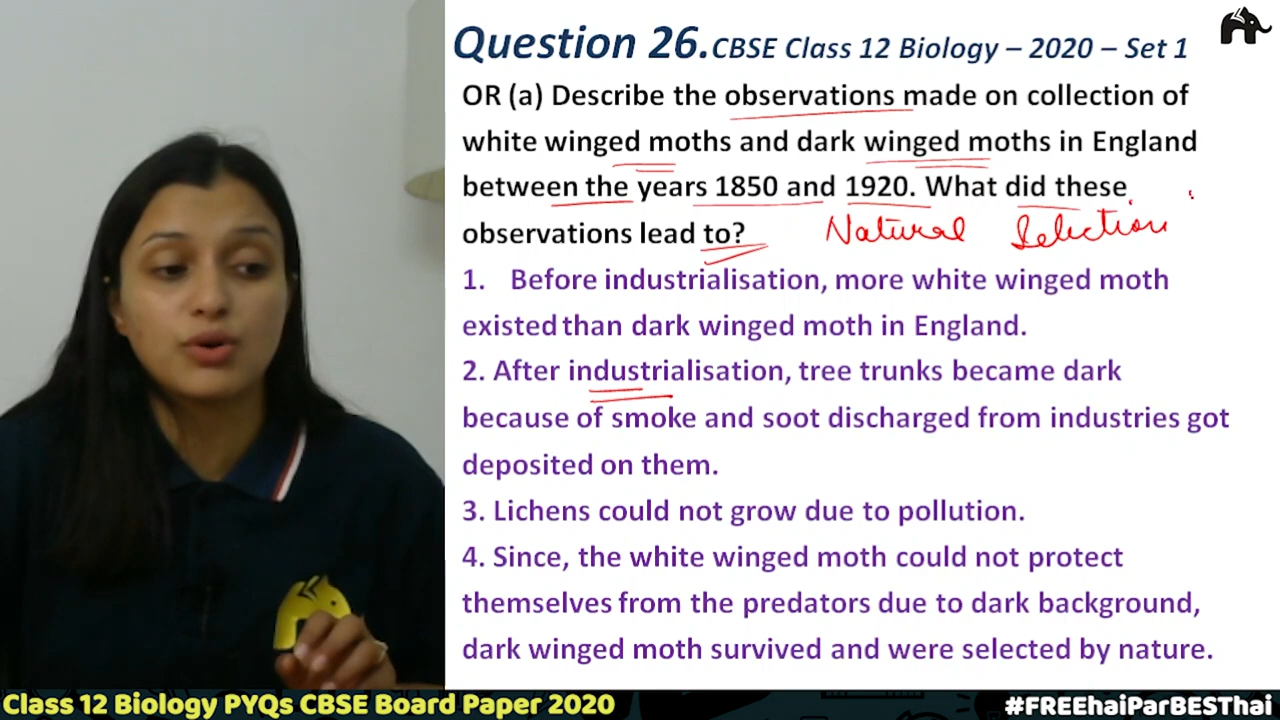 Question 26.CBSE Class 12 Biology – 2020 – Set 1
OR (a) Describe the observations made on collection of
white winged moths and dark winged moths in England
between the years 1850 and 1920. What did these
observations lead to? Natural Selection
1. Before industrialisation, more white winged moth
existed than dark winged moth in England.
2. After industrialisation, tree trunks became dark
because of smoke and soot discharged from industries got
deposited on them.
3. Lichens could not grow due to pollution.
4. Since, the white winged moth could not protect
themselves from the predators due to dark background,
dark winged moth survived and were selected by nature.
Class 12 Biology PYQs CBSE Board Paper 2020
#FREEhaiParBESThai